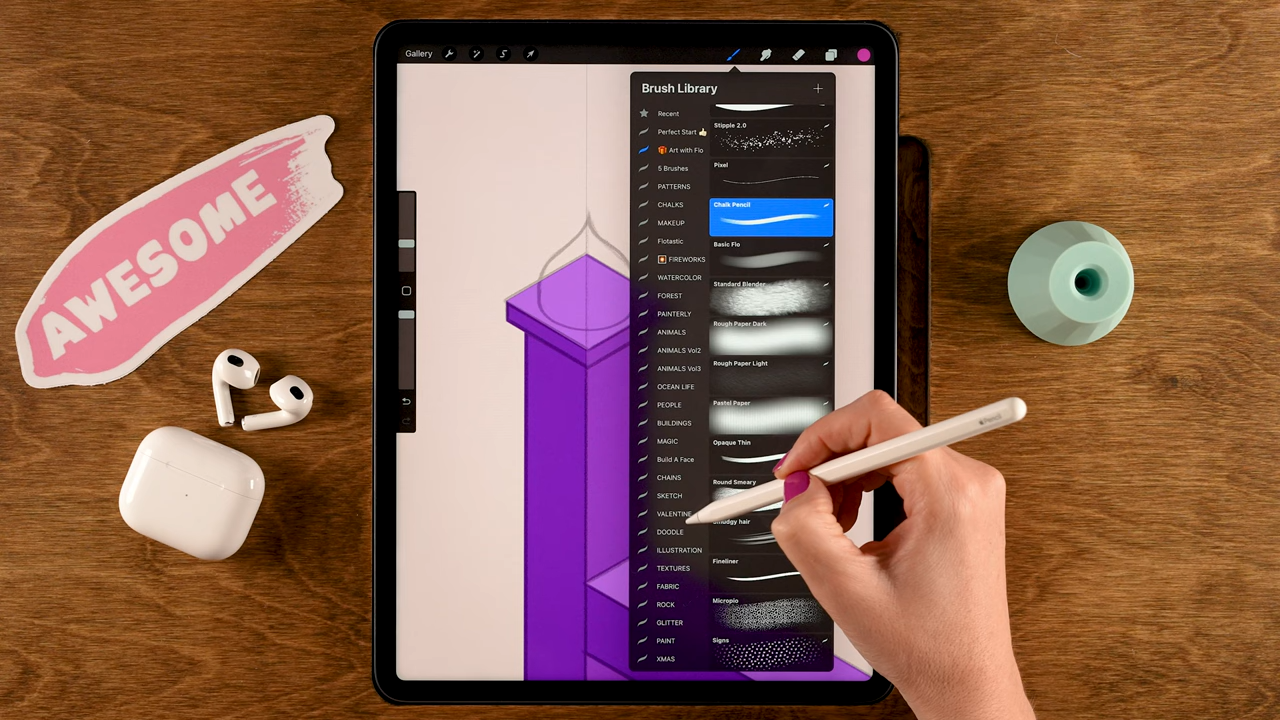 Gallery
Brush Library
Recent
Perfect Start 👍
Art with Flo
5 Brushes
PATTERNS
CHALKS
MAKEUP
Flotastic
FIREWORKS
WATERCOLOR
FOREST
PAINTERLY
ANIMALS
ANIMALS Vol2
ANIMALS Vol3
OCEAN LIFE
PEOPLE
BUILDINGS
MAGIC
Build A Face
CHAINS
SKETCH
VALENTINE
DOODLE
ILLUSTRATION
TEXTURES
FABRIC
ROCK
GLITTER
PAINT
XMAS
Stipple 2.0
Pixel
Chalk Pencil
Basic Flo
Standard Blender
Rough Paper Dark
Rough Paper Light
Pastel Paper
Opaque Thin
Round Smeary
Smudgy hair
Fineliner
Micropio
Signs
AWESOME
Pencil